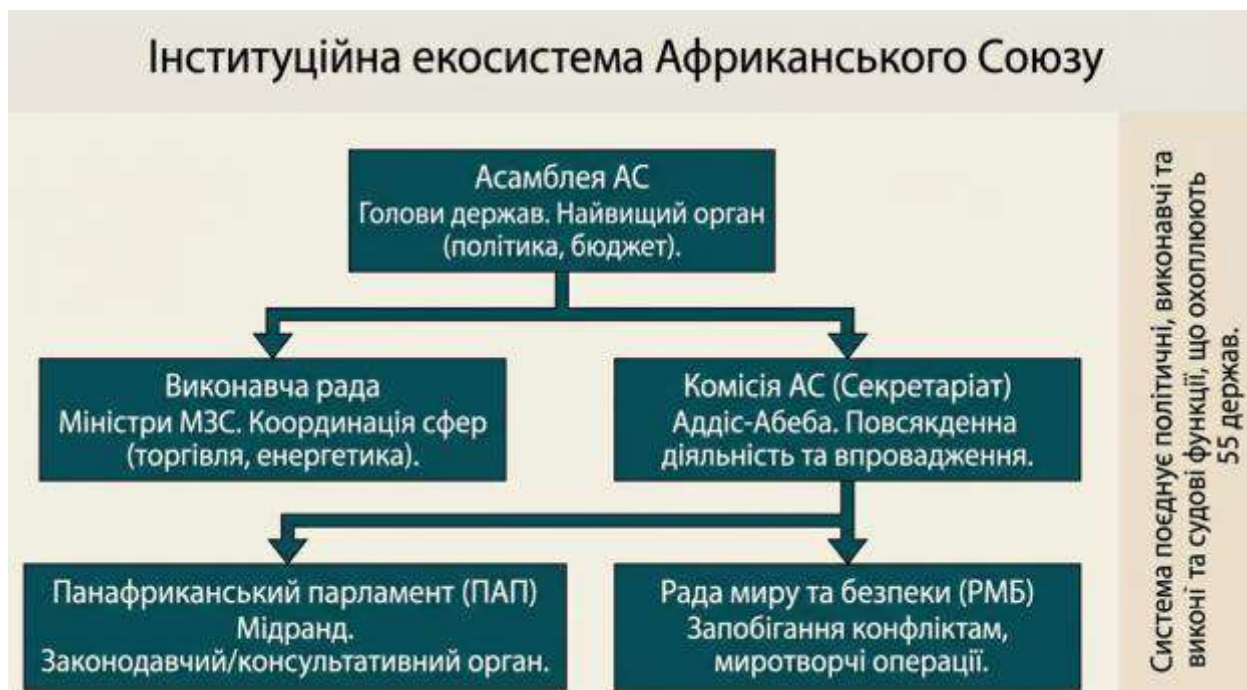 Інституційна екосистема Африканського Союзу
Асамблея АС
Голови держав. Найвищий орган
(політика, бюджет).
Виконавча рада
Міністри МЗС. Координація сфер
(торгівля, енергетика).
Комісія АС (Секретаріат)
Аддіс-Абеба. Повсякденна
діяльність та впровадження.
Панафриканський парламент (ПАП)
Мідранд.
Законодавчий/консультативний орган.
Рада миру та безпеки (РМБ)
Запобігання конфліктам,
миротворчі операції.
Система поєднує політичні, виконавчі та
виконі та судові функції, що охоплюють
55 держав.